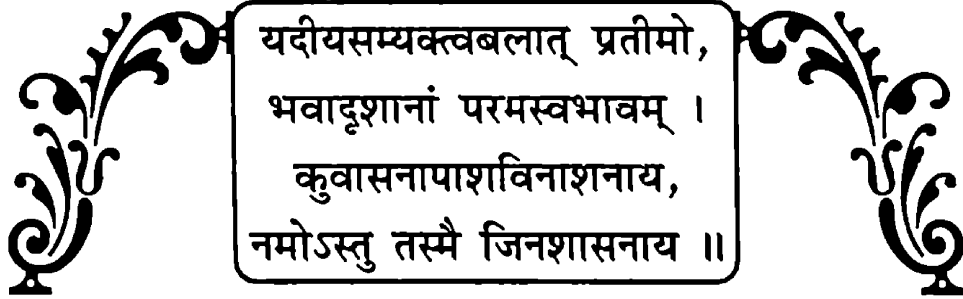 यदीयसम्यक्त्वबलात् प्रतीमो,
भवादृशानां परमस्वभावम् ।
कुवासनापाशविनाशनाय,
नमोऽस्तु तस्मै जिनशासनाय ॥